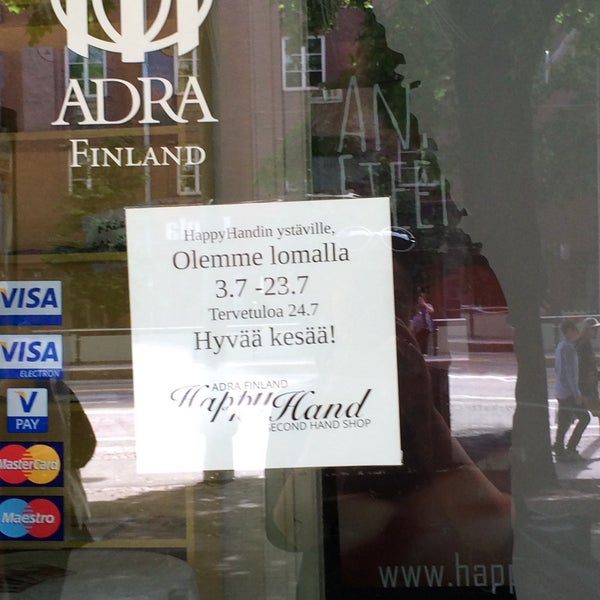 ADRA
FINLAND
HappyHandin ystäville,
Olemme lomalla
3.7 -23.7
Tervetuloa 24.7
Hyvää kesää!
ADRA FINLAND
HappyHand
SECOND HAND SHOP
VISA
VISA
ELECTRON
V
PAY
MasterCard
Maestro
www.happ